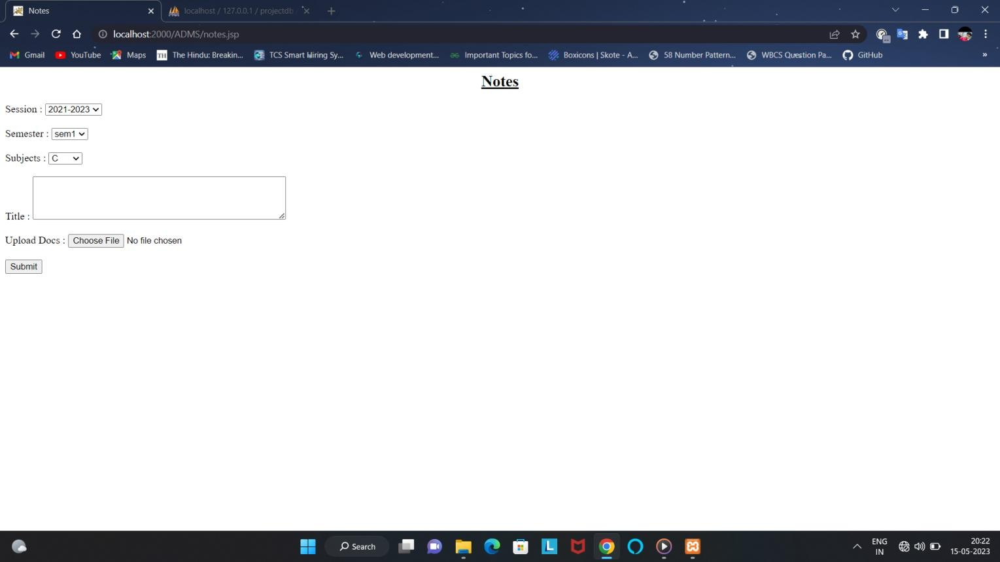 Notes
localhost / 127.0.0.1 / projectdb
localhost:2000/ADMS/notes.jsp
Gmail YouTube Maps The Hindu: Breakin... TCS Smart Hiring Sy... Web development... Important Topics fo... Boxicons | Skote - A... 58 Number Pattern... WBCS Question Pa... GitHub »
Notes
Session : 2021-2023
Semester : sem1
Subjects : C
Title :
Upload Docs : Choose File No file chosen
Submit
Search
ENG
IN
20:22
15-05-2023